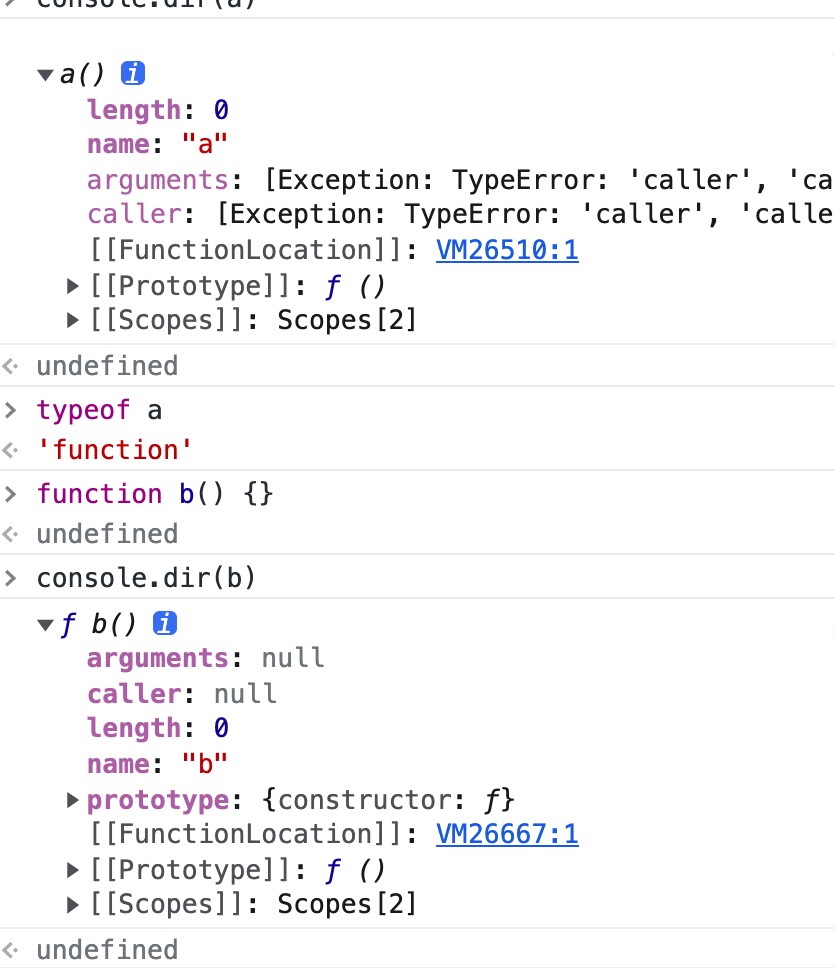 console.dir(a)
a() i
length: 0
name: "a"
arguments: [Exception: TypeError: 'caller', 'ca
caller: [Exception: TypeError: 'caller', 'calle
[[FunctionLocation]]: VM26510:1
[[Prototype]]: ƒ ()
[[Scopes]]: Scopes[2]
undefined
typeof a
'function'
function b() {}
undefined
console.dir(b)
ƒ b() i
arguments: null
caller: null
length: 0
name: "b"
prototype: {constructor: ƒ}
[[FunctionLocation]]: VM26667:1
[[Prototype]]: ƒ ()
[[Scopes]]: Scopes[2]
undefined